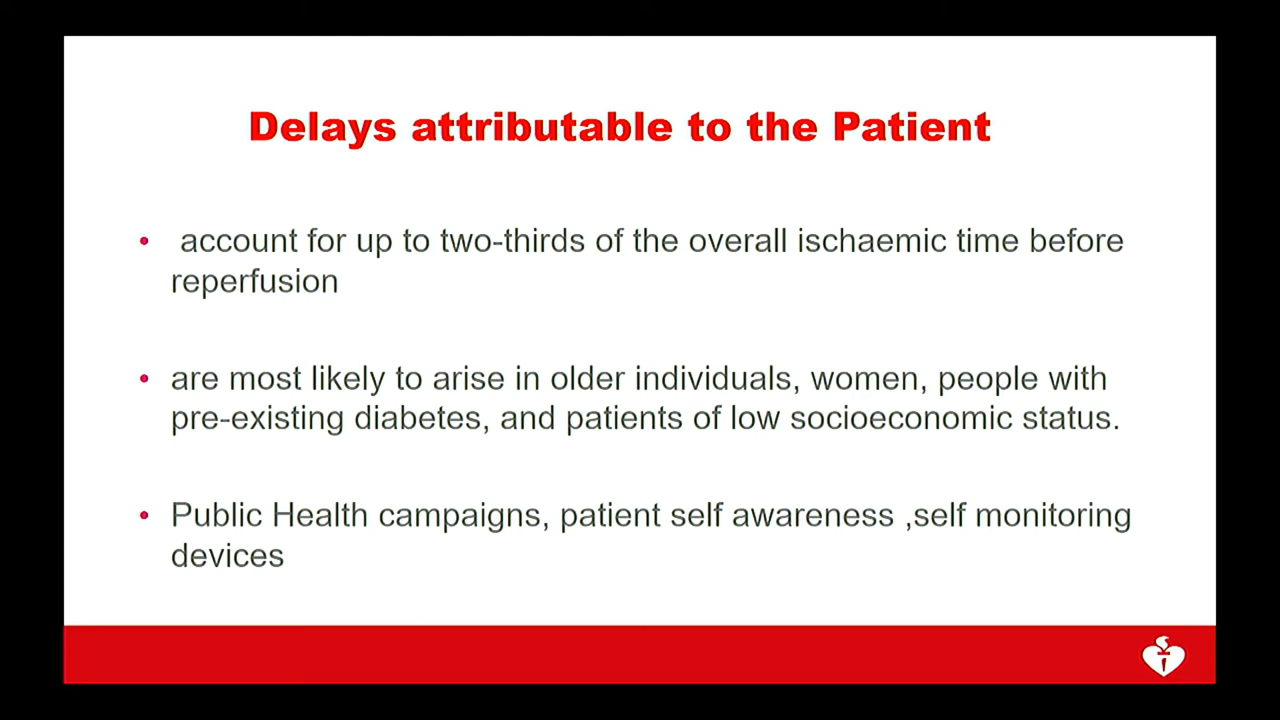 Delays attributable to the Patient
• account for up to two-thirds of the overall ischaemic time before
reperfusion
• are most likely to arise in older individuals, women, people with
pre-existing diabetes, and patients of low socioeconomic status.
• Public Health campaigns, patient self awareness ,self monitoring
devices